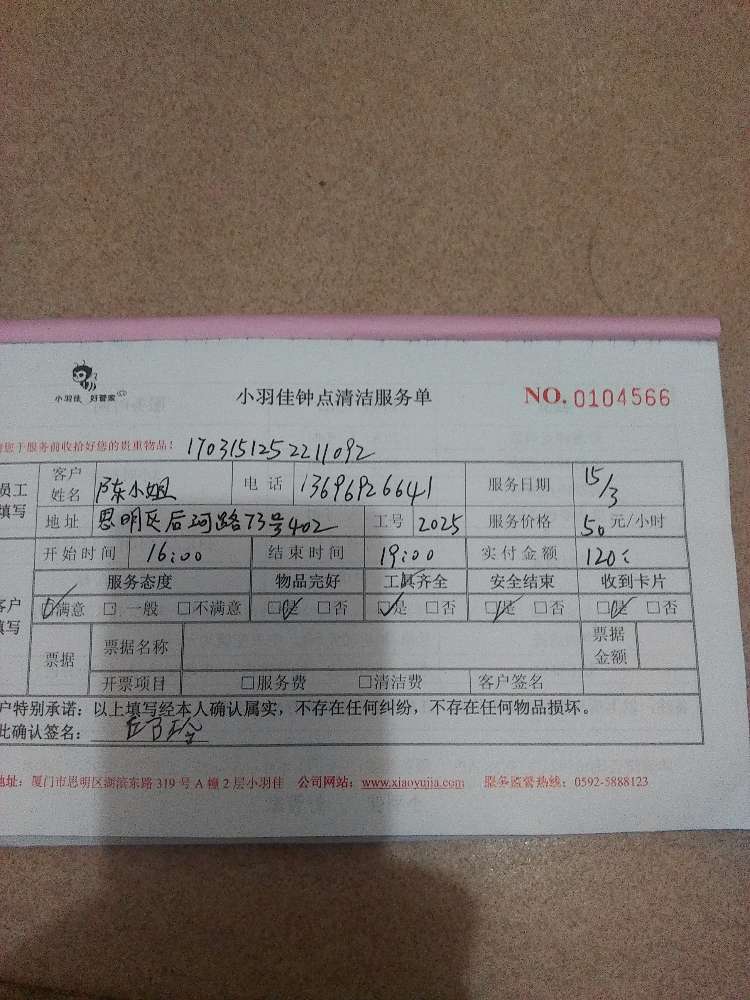 小羽佳 好管家
小羽佳钟点清洁服务单
NO. 0104566
请您于服务前收拾好您的贵重物品! 1703151252211092
员工填写 客户姓名 陈小姐 电话 13696926641 服务日期 15/3
地址 思明区后河路73号402 工号 2025 服务价格 50元/小时
开始时间 16:00 结束时间 19:00 实付金额 120
客户填写 服务态度 物品完好 工具齐全 安全结束 收到卡片
☑满意 □一般 □不满意 ☑是 □否 ☑是 □否 ☑是 □否 ☑是 □否
票据 票据名称 票据金额
开票项目 □服务费 □清洁费 客户签名
户特别承诺:以上填写经本人确认属实,不存在任何纠纷,不存在任何物品损坏。
此确认签名:
地址:厦门市思明区湖滨东路319号A幢2层小羽佳 公司网站:www.xiaoyujia.com 服务监督热线:0592-5888123